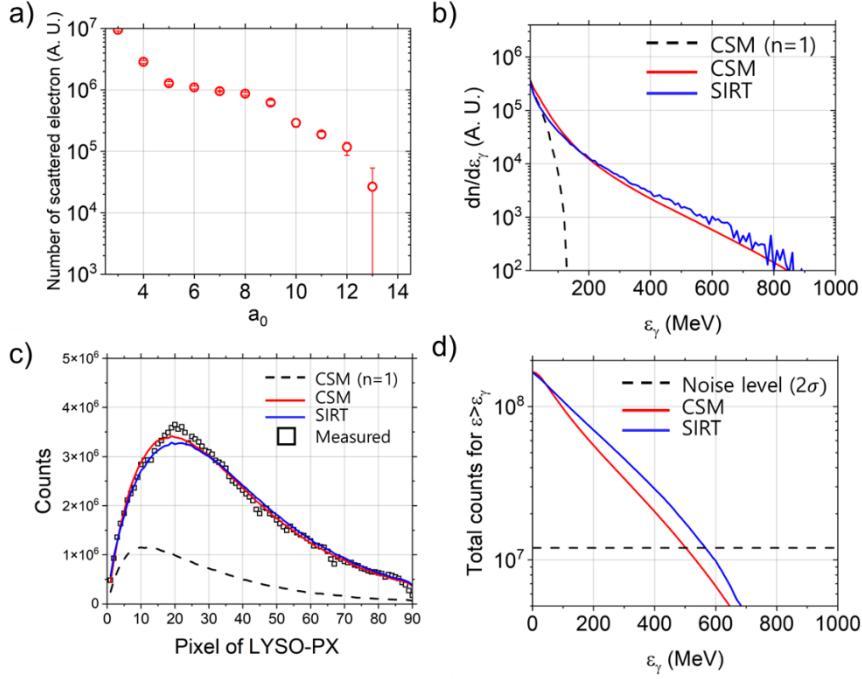 a)
Number of scattered electron (A. U.)
10^7
10^6
10^5
10^4
10^3
4 6 8 10 12 14
a_0
b)
dn/dε_γ (A. U.)
10^6
10^5
10^4
10^3
10^2
CSM (n=1)
CSM
SIRT
200 400 600 800 1000
ε_γ (MeV)
c)
Counts
5×10^6
4×10^6
3×10^6
2×10^6
1×10^6
0
CSM (n=1)
CSM
SIRT
Measured
0 10 20 30 40 50 60 70 80 90
Pixel of LYSO-PX
d)
Total counts for ε>ε_γ
10^8
10^7
Noise level (2σ)
CSM
SIRT
0 200 400 600 800 1000
ε_γ (MeV)